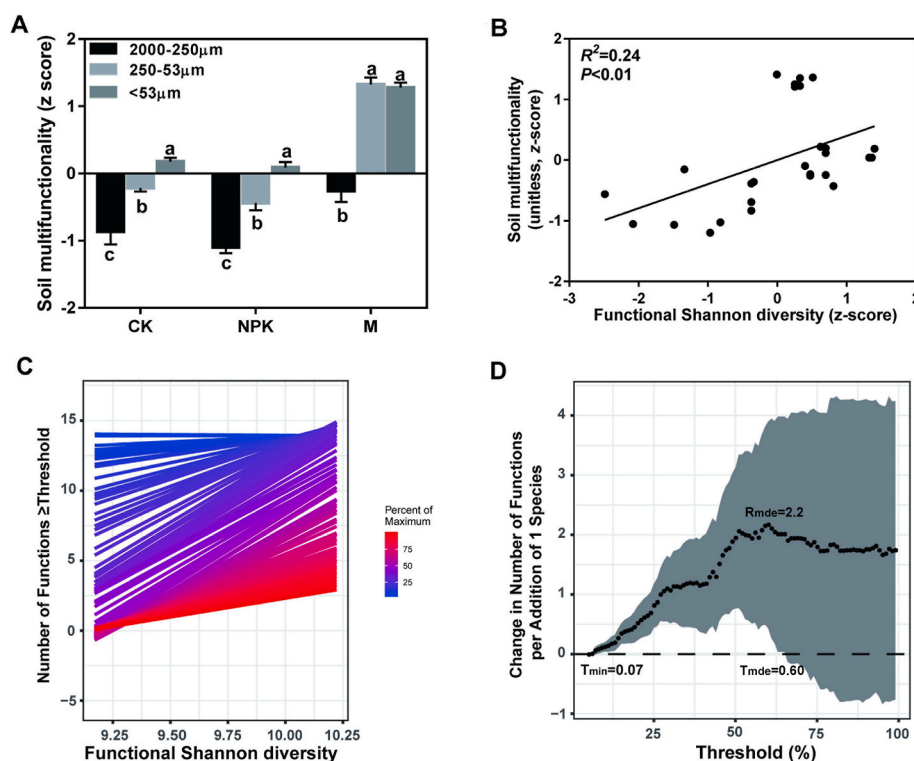 A
Soil multifunctionality (z score)
2
1
0
-1
-2
2000-250μm
250-53μm
<53μm
c
b
a
c
b
a
b
a
a
CK
NPK
M
B
Soil multifunctionality
(unitless, z-score)
2
1
0
-1
-2
R²=0.24
P<0.01
-3
-2
-1
0
1
2
Functional Shannon diversity (z-score)
C
Number of Functions ≥Threshold
15
10
5
0
-5
9.25
9.50
9.75
10.00
10.25
Functional Shannon diversity
Percent of
Maximum
75
50
25
D
Change in Number of Functions
per Addition of 1 Species
4
3
2
1
0
-1
Rmde=2.2
Tmin=0.07
Tmde=0.60
25
50
75
100
Threshold (%)